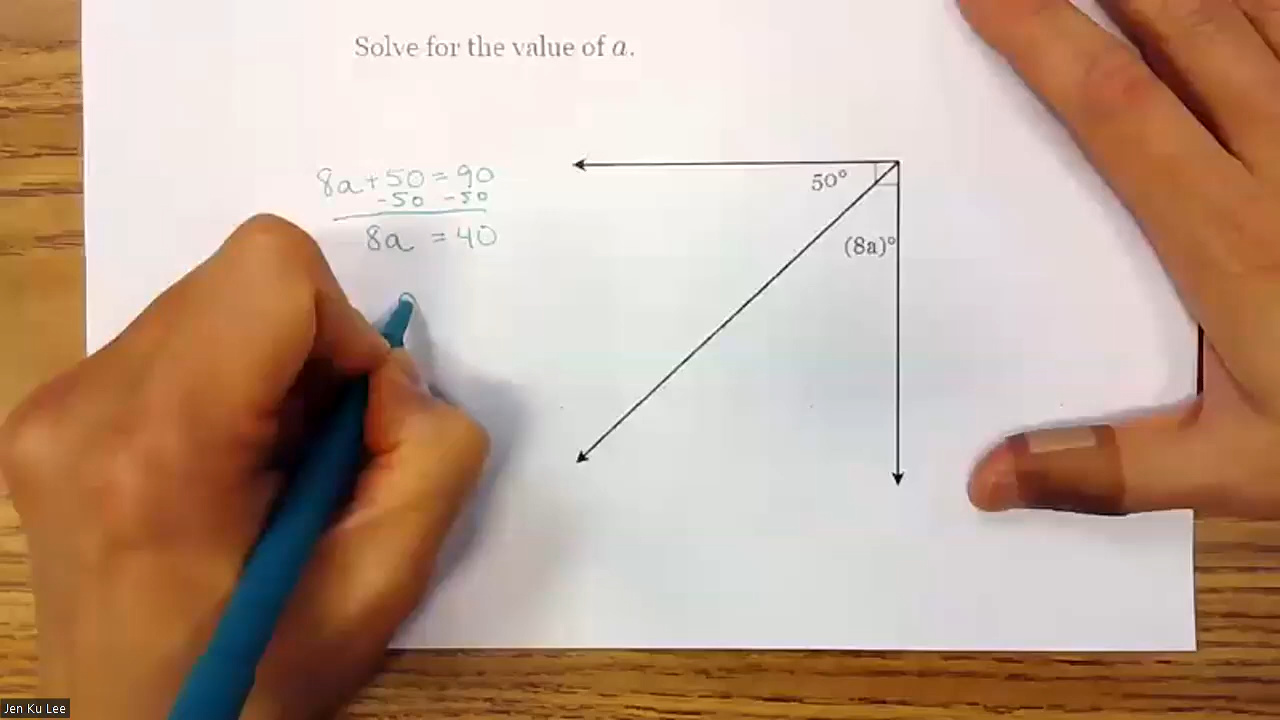 Solve for the value of a.
8a+50=90
-50 -50
8a =40
50°
(8a)°
Jen Ku Lee